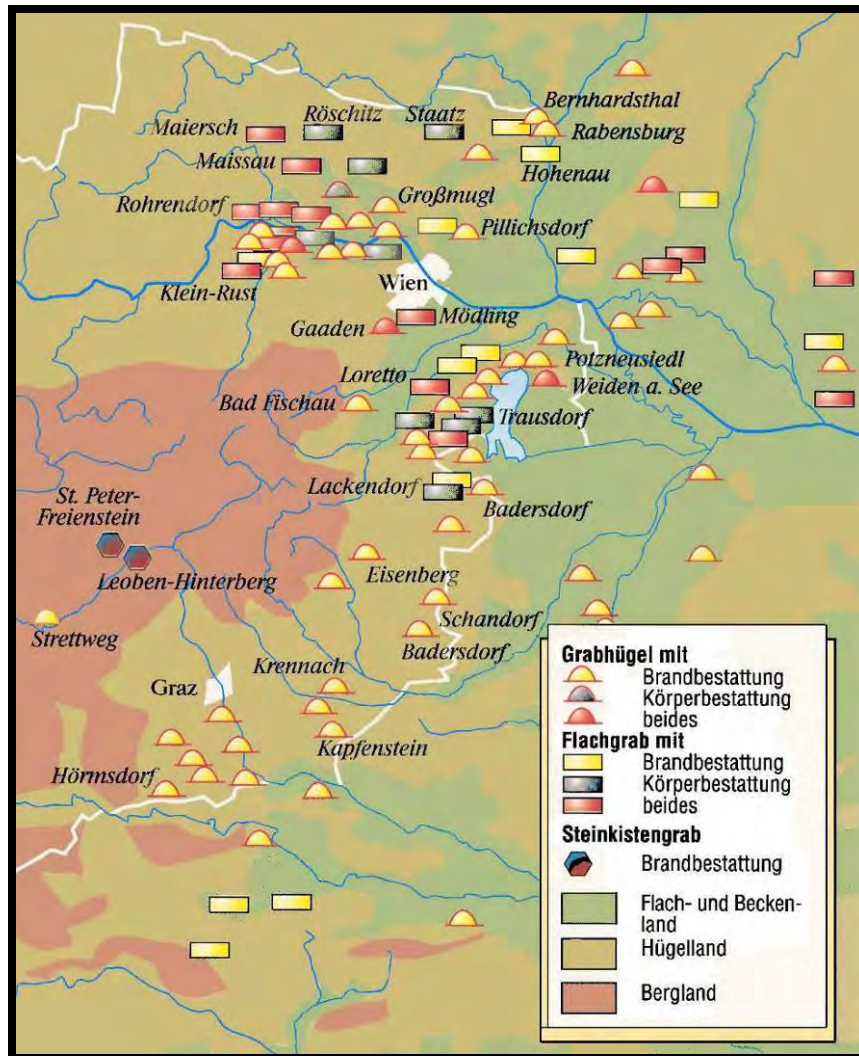 Bernhardsthal
Röschitz
Staatz
Maiersch
Rabensburg
Maissau
Hohenau
Rohrendorf
Großmugl
Pillichsdorf
Wien
Klein-Rust
Gaaden
Mödling
Potzneusiedl
Loretto
Weiden a. See
Bad Fischau
Trausdorf
Lackendorf
St. Peter-
Freienstein
Badersdorf
Leoben-Hinterberg
Eisenberg
Strettweg
Schandorf
Badersdorf
Krennach
Graz
Kapfenstein
Hörmsdorf
Grabhügel mit
Brandbestattung
Körperbestattung
beides
Flachgrab mit
Brandbestattung
Körperbestattung
beides
Steinkistengrab
Brandbestattung
Flach- und Becken-
land
Hügelland
Bergland